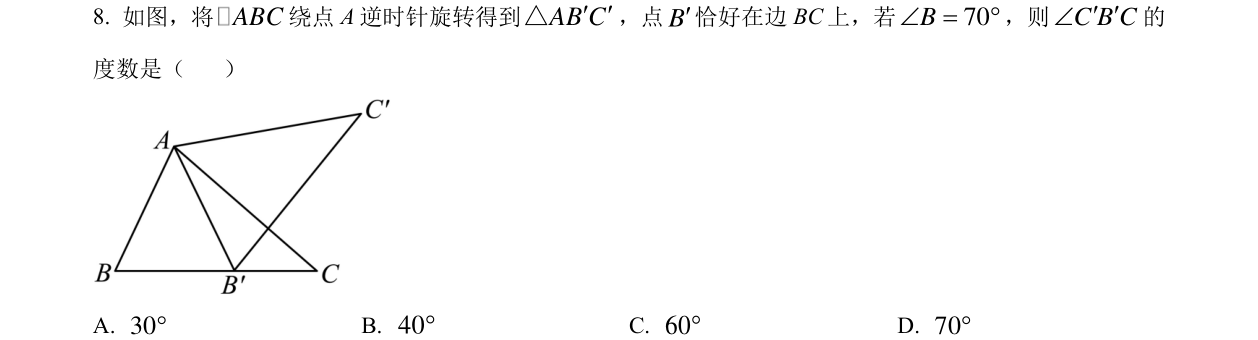 8. 如图，将□ABC 绕点 A 逆时针旋转得到△AB′C′，点 B′ 恰好在边 BC 上，若∠B = 70°，则∠C′B′C 的
度数是（　　）
C′
A
B
B′
C
A. 30°　B. 40°　C. 60°　D. 70°